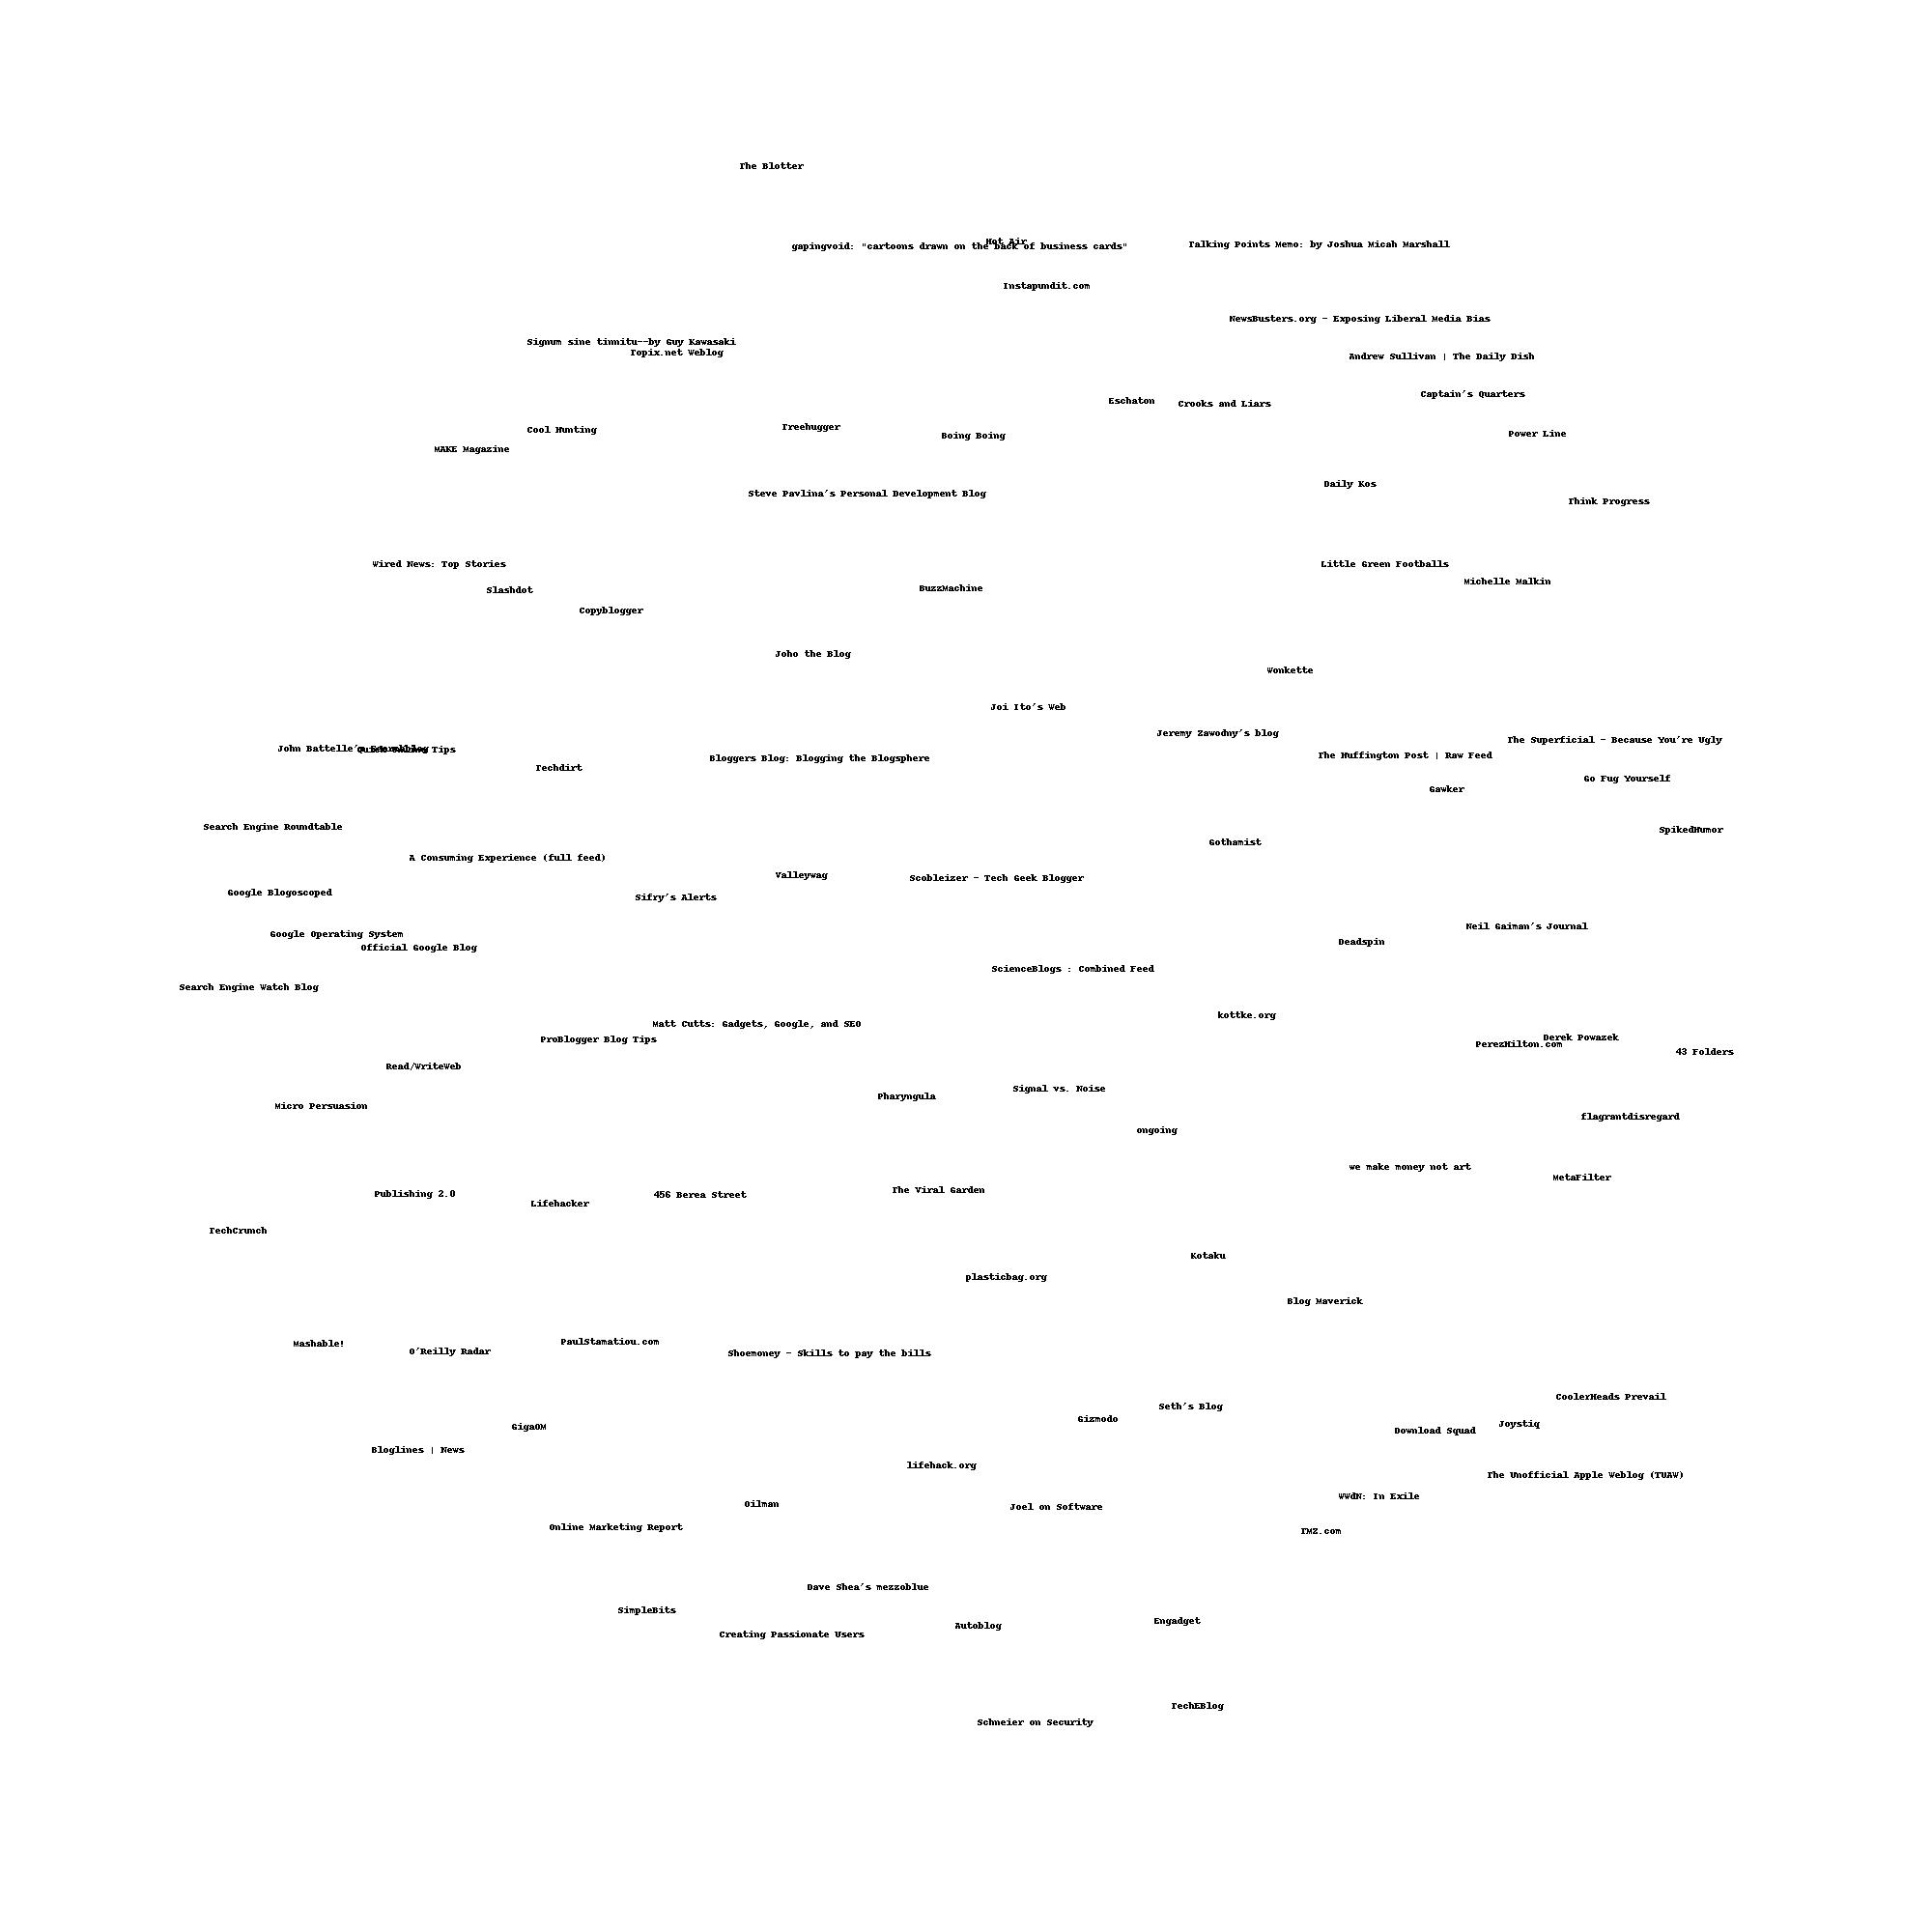 The Blotter
Hot Air
gapingvoid: "cartoons drawn on the back of business cards"
Talking Points Memo: by Joshua Micah Marshall
Instapundit.com
NewsBusters.org - Exposing Liberal Media Bias
Signum sine tinnitu--by Guy Kawasaki
Topix.net Weblog
Andrew Sullivan | The Daily Dish
Captain's Quarters
Eschaton
Crooks and Liars
Treehugger
Cool Hunting
Boing Boing
Power Line
MAKE Magazine
Daily Kos
Steve Pavlina's Personal Development Blog
Think Progress
Wired News: Top Stories
Little Green Footballs
Michelle Malkin
Slashdot
BuzzMachine
Copyblogger
Joho the Blog
Wonkette
Joi Ito's Web
Jeremy Zawodny's blog
The Superficial - Because You're Ugly
John Battelle's Searchblog
Tips
The Huffington Post | Raw Feed
Bloggers Blog: Blogging the Blogsphere
Techdirt
Go Fug Yourself
Gawker
Search Engine Roundtable
SpikedHumor
Gothamist
A Consuming Experience (full feed)
Valleywag
Scobleizer - Tech Geek Blogger
Google Blogoscoped
Sifry's Alerts
Neil Gaiman's Journal
Google Operating System
Deadspin
Official Google Blog
ScienceBlogs : Combined Feed
Search Engine Watch Blog
kottke.org
Matt Cutts: Gadgets, Google, and SEO
Derek Powazek
ProBlogger Blog Tips
PerezHilton.com
43 Folders
Read/WriteWeb
Signal vs. Noise
Pharyngula
Micro Persuasion
flagrantdisregard
ongoing
we make money not art
MetaFilter
The Viral Garden
Publishing 2.0
456 Berea Street
Lifehacker
TechCrunch
Kotaku
plasticbag.org
Blog Maverick
PaulStamatiou.com
Mashable!
O'Reilly Radar
Shoemoney - Skills to pay the bills
CoolerHeads Prevail
Seth's Blog
Gizmodo
Joystiq
GigaOM
Download Squad
Bloglines | News
lifehack.org
The Unofficial Apple Weblog (TUAW)
WWdN: In Exile
Oilman
Joel on Software
Online Marketing Report
TMZ.com
Dave Shea's mezzoblue
SimpleBits
Engadget
Autoblog
Creating Passionate Users
TechEBlog
Schneier on Security